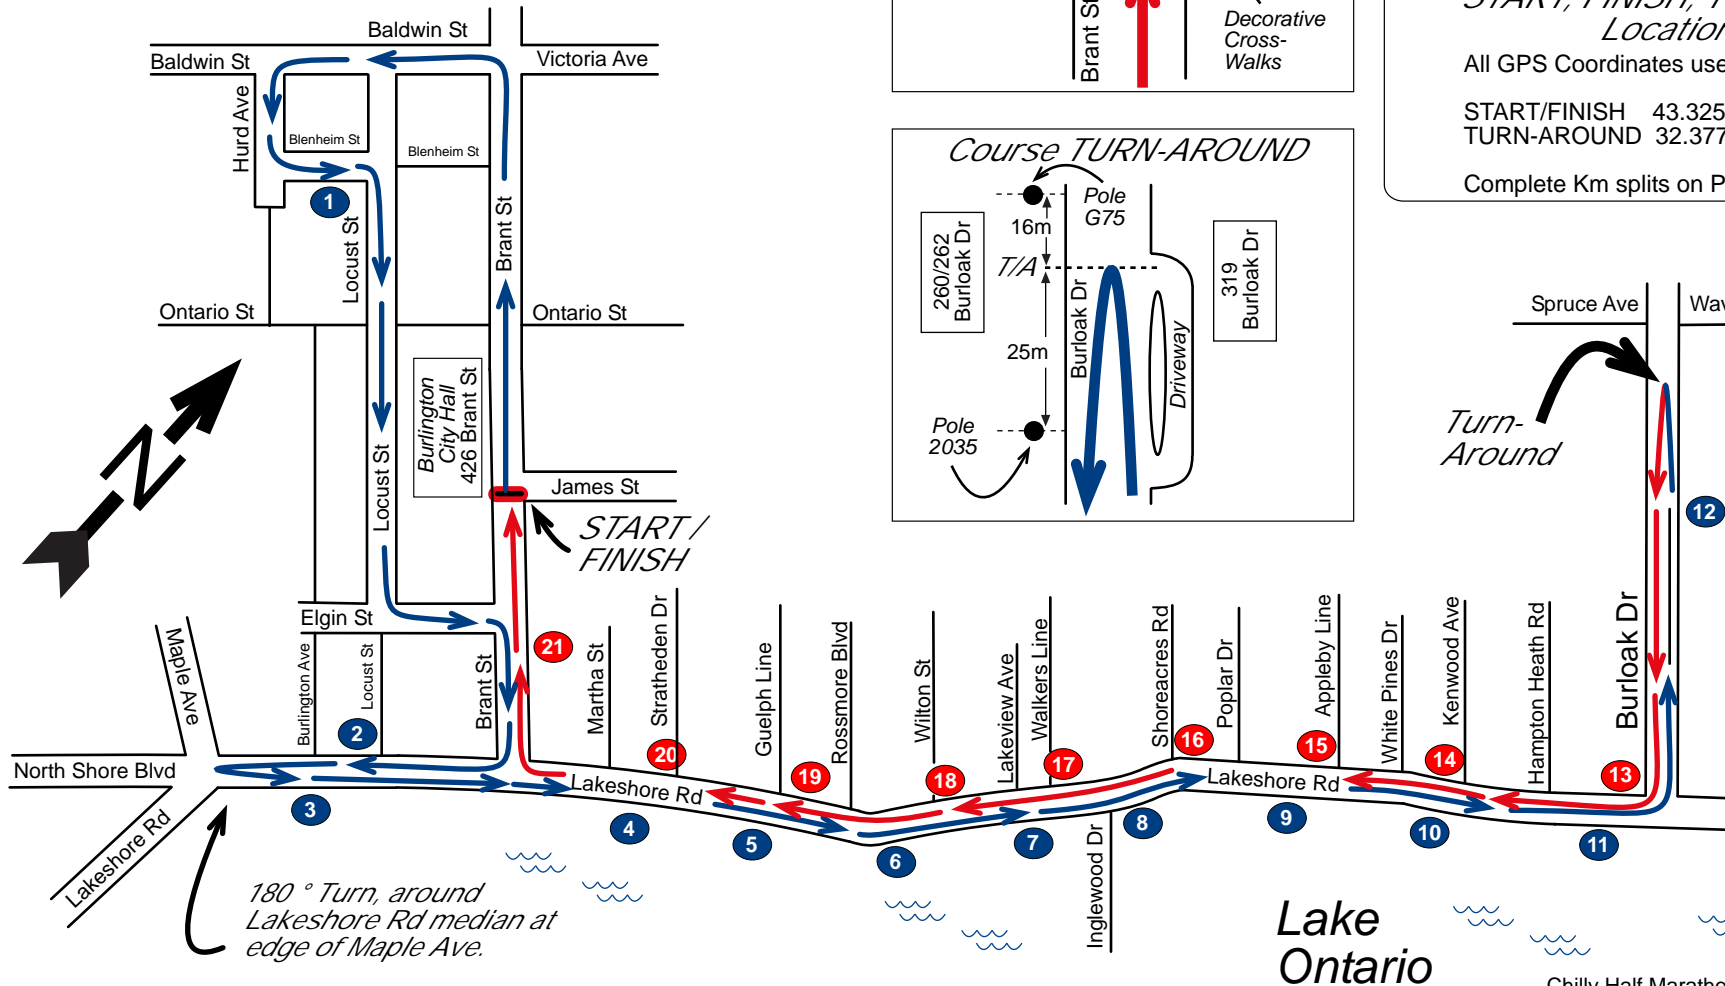 Baldwin St
Baldwin St
Victoria Ave
Hurd Ave
Blenheim St
Blenheim St
1
Locust St
Brant St
Ontario St
Ontario St
Burlington
City Hall
426 Brant St
Locust St
James St
START /
FINISH
N
Elgin St
Maple Ave
Burlington Ave
Locust St
Brant St
21
Martha St
Stratheden Dr
Guelph Line
Rossmore Blvd
Wilton St
Lakeview Ave
Walkers Line
Shoreacres Rd
Poplar Dr
Appleby Line
White Pines Dr
Kenwood Ave
Hampton Heath Rd
Burloak Dr
2
20
19
18
17
16
15
14
13
North Shore Blvd
Lakeshore Rd
Lakeshore Rd
Lakeshore Rd
3
4
5
6
7
8
9
10
11
12
Inglewood Dr
180 ° Turn, around
Lakeshore Rd median at
edge of Maple Ave.
Lake
Ontario
Brant St
Decorative
Cross-
Walks
Course TURN-AROUND
Pole
G75
16m
260/262
Burloak Dr
T/A
319
Burloak Dr
Burloak Dr
25m
Driveway
Pole
2035
START, FINISH, T
Location
All GPS Coordinates use
START/FINISH 43.325
TURN-AROUND 32.377
Complete Km splits on P
Spruce Ave
Wav
Turn-
Around
Chilly Half Maratho